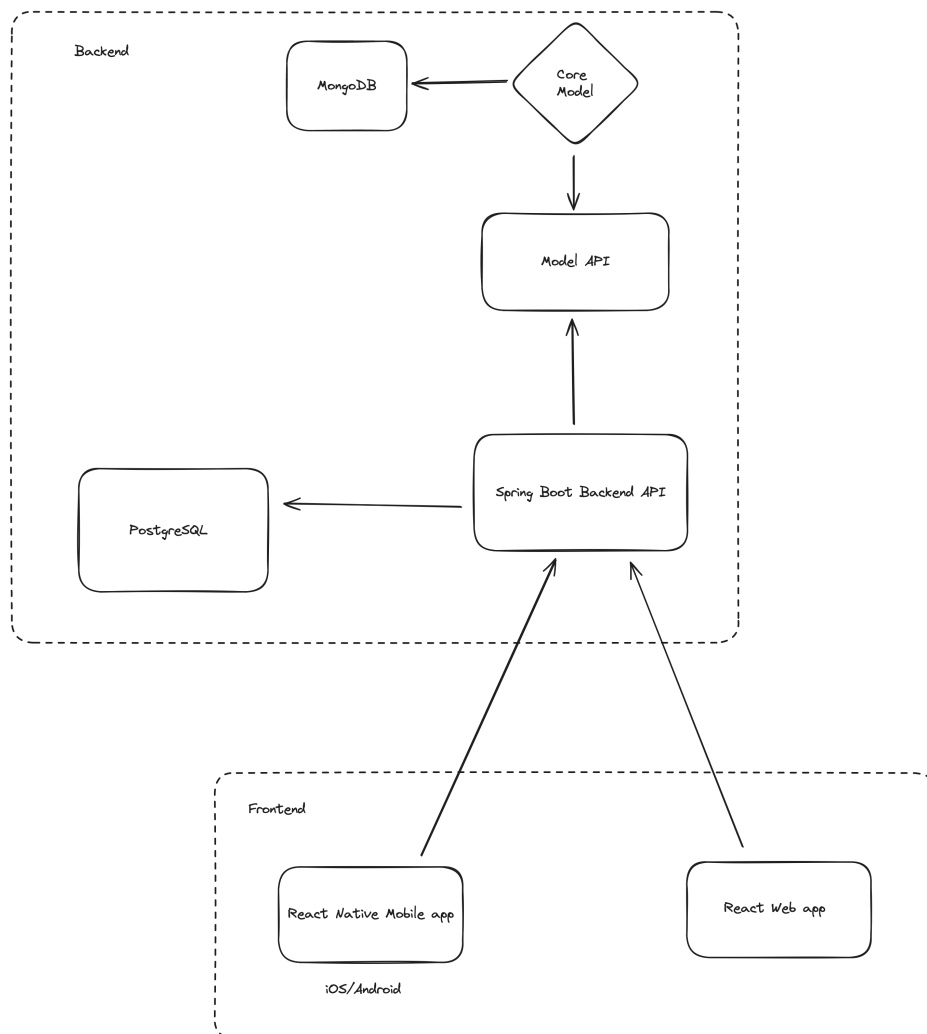 Backend
MongoDB
Core
Model
Model API
Spring Boot Backend API
PostgreSQL
Frontend
React Native Mobile app
React Web app
iOS/Android